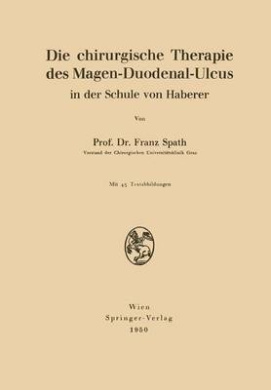 Die chirurgische Therapie
des Magen-Duodenal-Ulcus
in der Schule von Haberer
Von
Prof. Dr. Franz Spath
Vorstand der Chirurgischen Universitätsklinik Graz
Mit 45 Textabbildungen
Wien
Springer-Verlag
1950